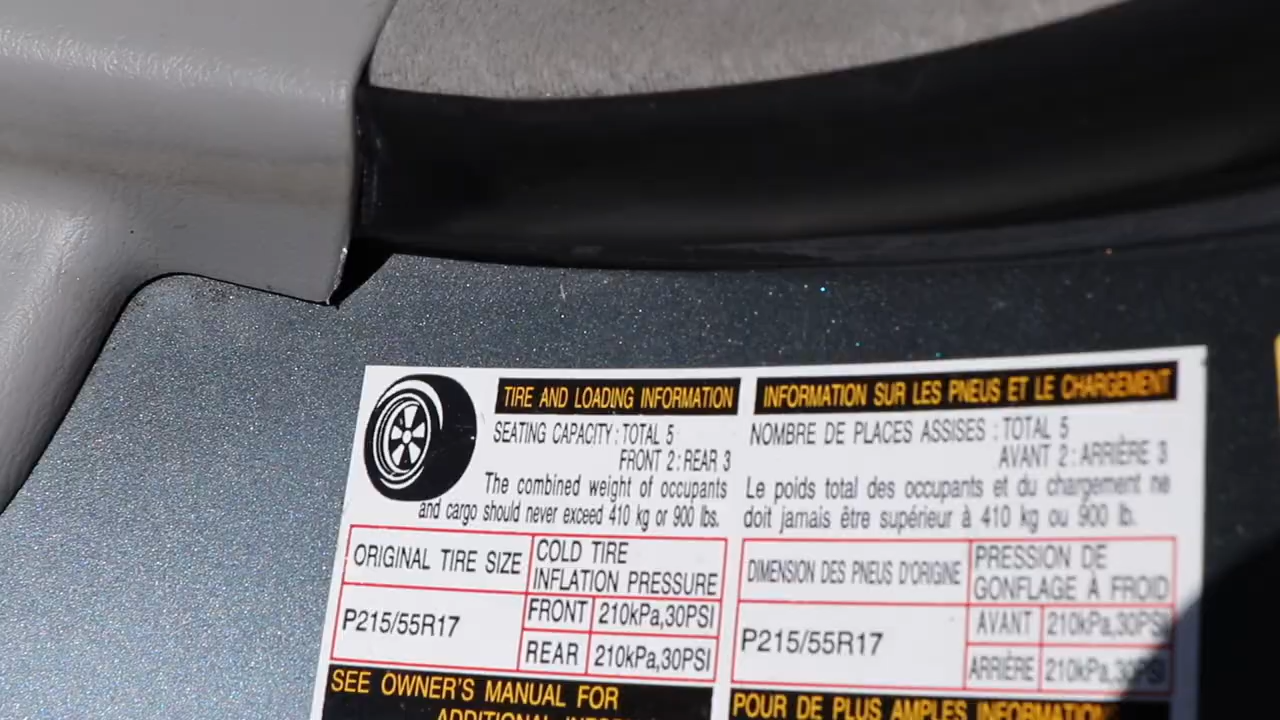 TIRE AND LOADING INFORMATION
SEATING CAPACITY : TOTAL 5
FRONT 2 : REAR 3
The combined weight of occupants
and cargo should never exceed 410 kg or 900 lbs.
ORIGINAL TIRE SIZE
COLD TIRE
INFLATION PRESSURE
P215/55R17
FRONT 210kPa,30PSI
REAR 210kPa,30PSI
SEE OWNER'S MANUAL FOR
ADDITIONAL
INFORMATION SUR LES PNEUS ET LE CHARGEMENT
NOMBRE DE PLACES ASSISES : TOTAL 5
AVANT 2 : ARRIÈRE 3
Le poids total des occupants et du chargement ne
doit jamais être supérieur à 410 kg ou 900 lb.
DIMENSION DES PNEUS D'ORIGINE
PRESSION DE
GONFLAGE À FROID
P215/55R17
AVANT 210kPa,30PSI
ARRIÈRE 210kPa,30PSI
POUR DE PLUS AMPLES INFORMATION